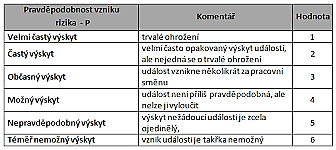 Pravděpodobnost vzniku
rizika - P
Komentář
Hodnota
Velmi častý výskyt
trvalé ohrožení
1
Častý výskyt
velmi často opakovaný výskyt událostí,
ale nejedná se o trvalé ohrožení
2
Občasný výskyt
událost vznikne několikrát za pracovní
směnu
3
Možný výskyt
událost není příliš pravděpodobná, ale
nelze ji vyloučit
4
Nepravděpodobný výskyt
výskyt nežádoucí události je zcela
ojedinělý,
5
Téměř nemožný výskyt
vznik události je takřka nemožný
6